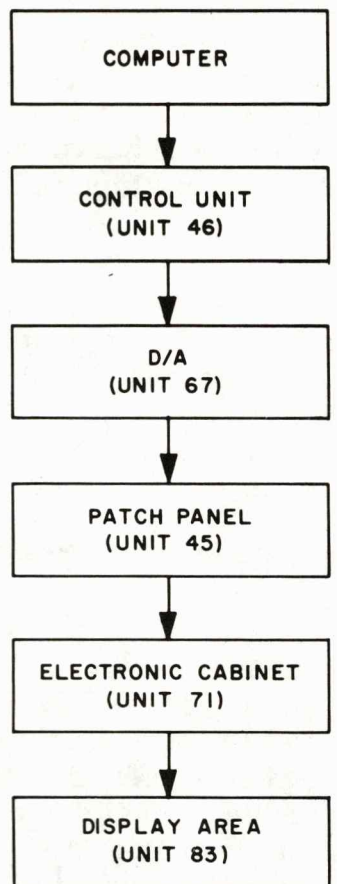 COMPUTER
CONTROL UNIT
(UNIT 46)
D/A
(UNIT 67)
PATCH PANEL
(UNIT 45)
ELECTRONIC CABINET
(UNIT 71)
DISPLAY AREA
(UNIT 83)